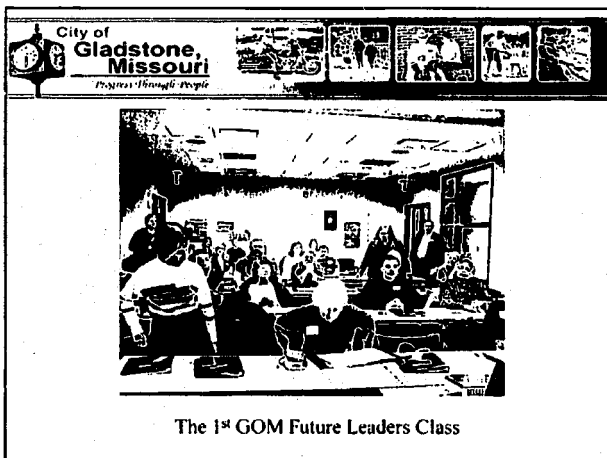 City of
Gladstone,
Missouri
Progress Through People
The 1st GOM Future Leaders Class